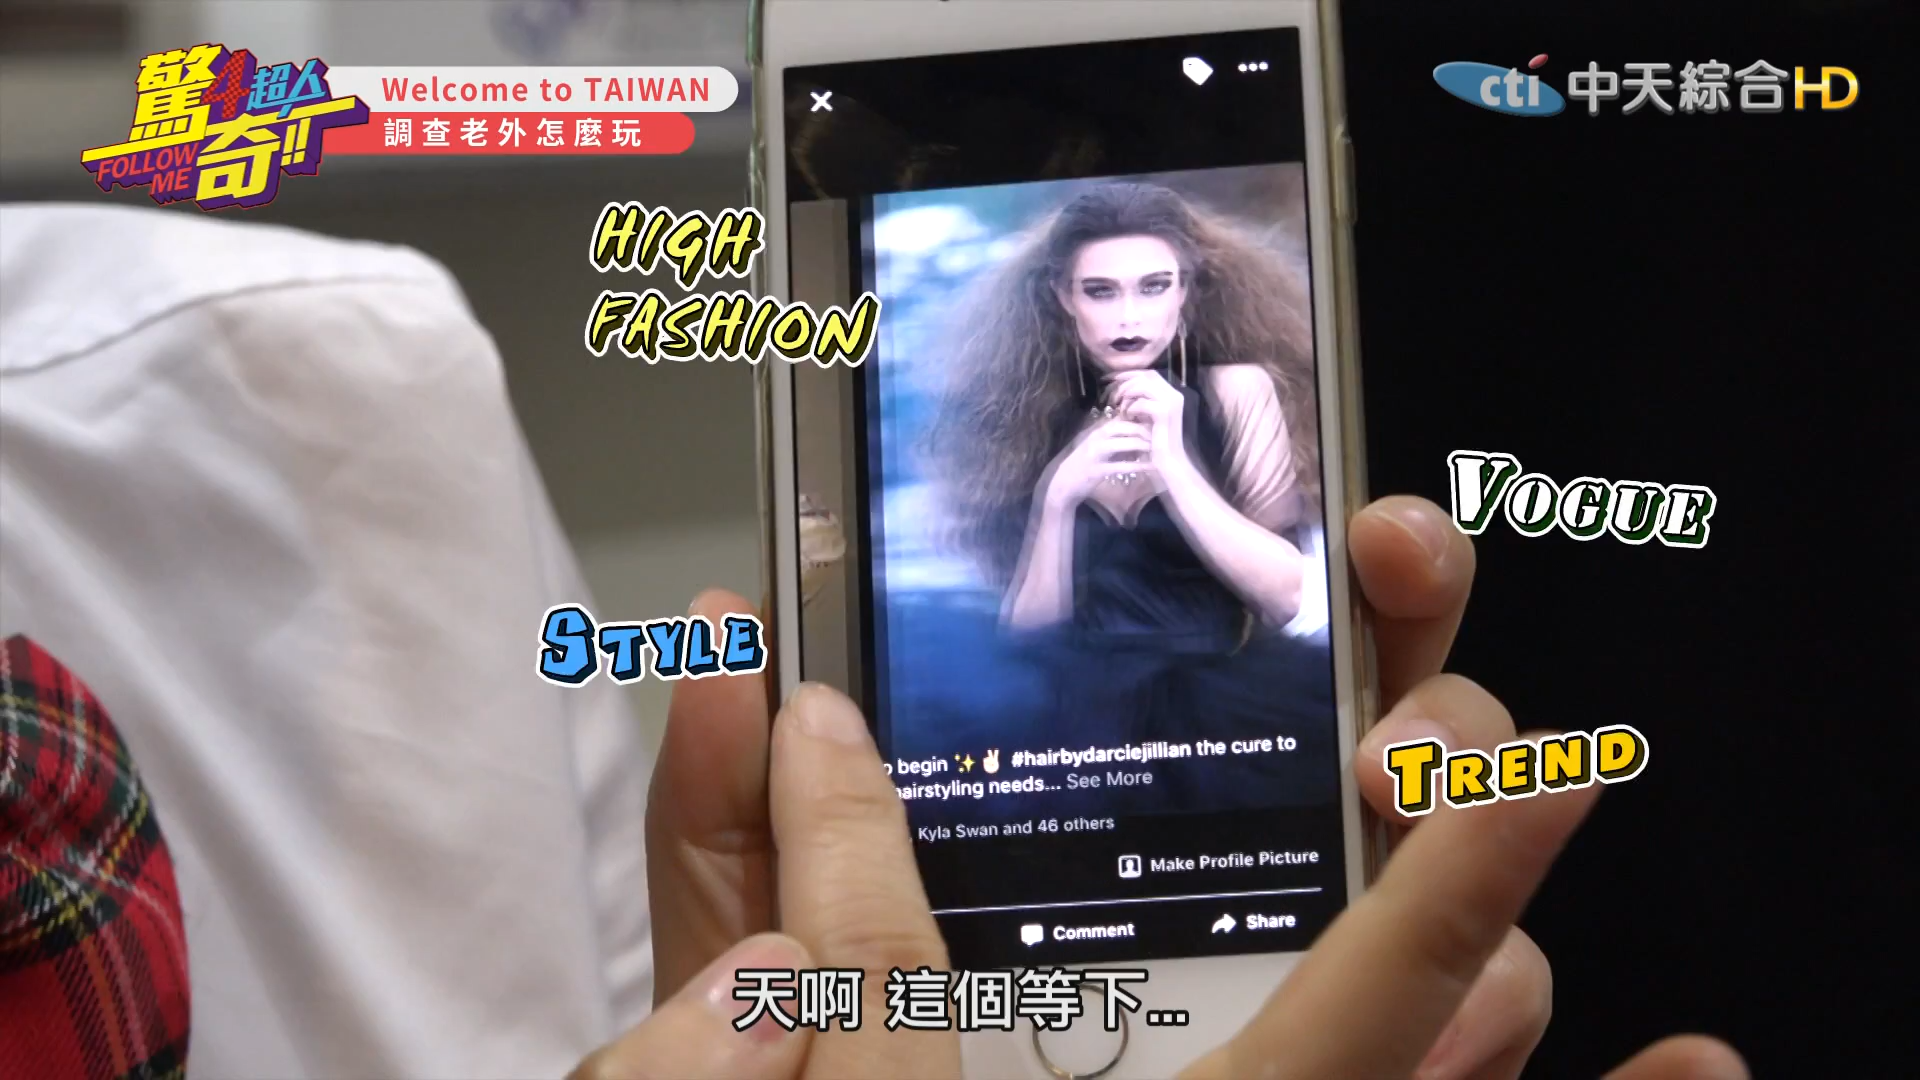 驚奇4超人!!
FOLLOW
ME
Welcome to TAIWAN
調查老外怎麼玩
cti 中天綜合HD
HIGH
FASHION
VOGUE
STYLE
TREND
begin ✨✌ #hairbydarciejillian the cure to
hairstyling needs... See More
Kyla Swan and 46 others
Make Profile Picture
Comment Share
天啊 這個等下...